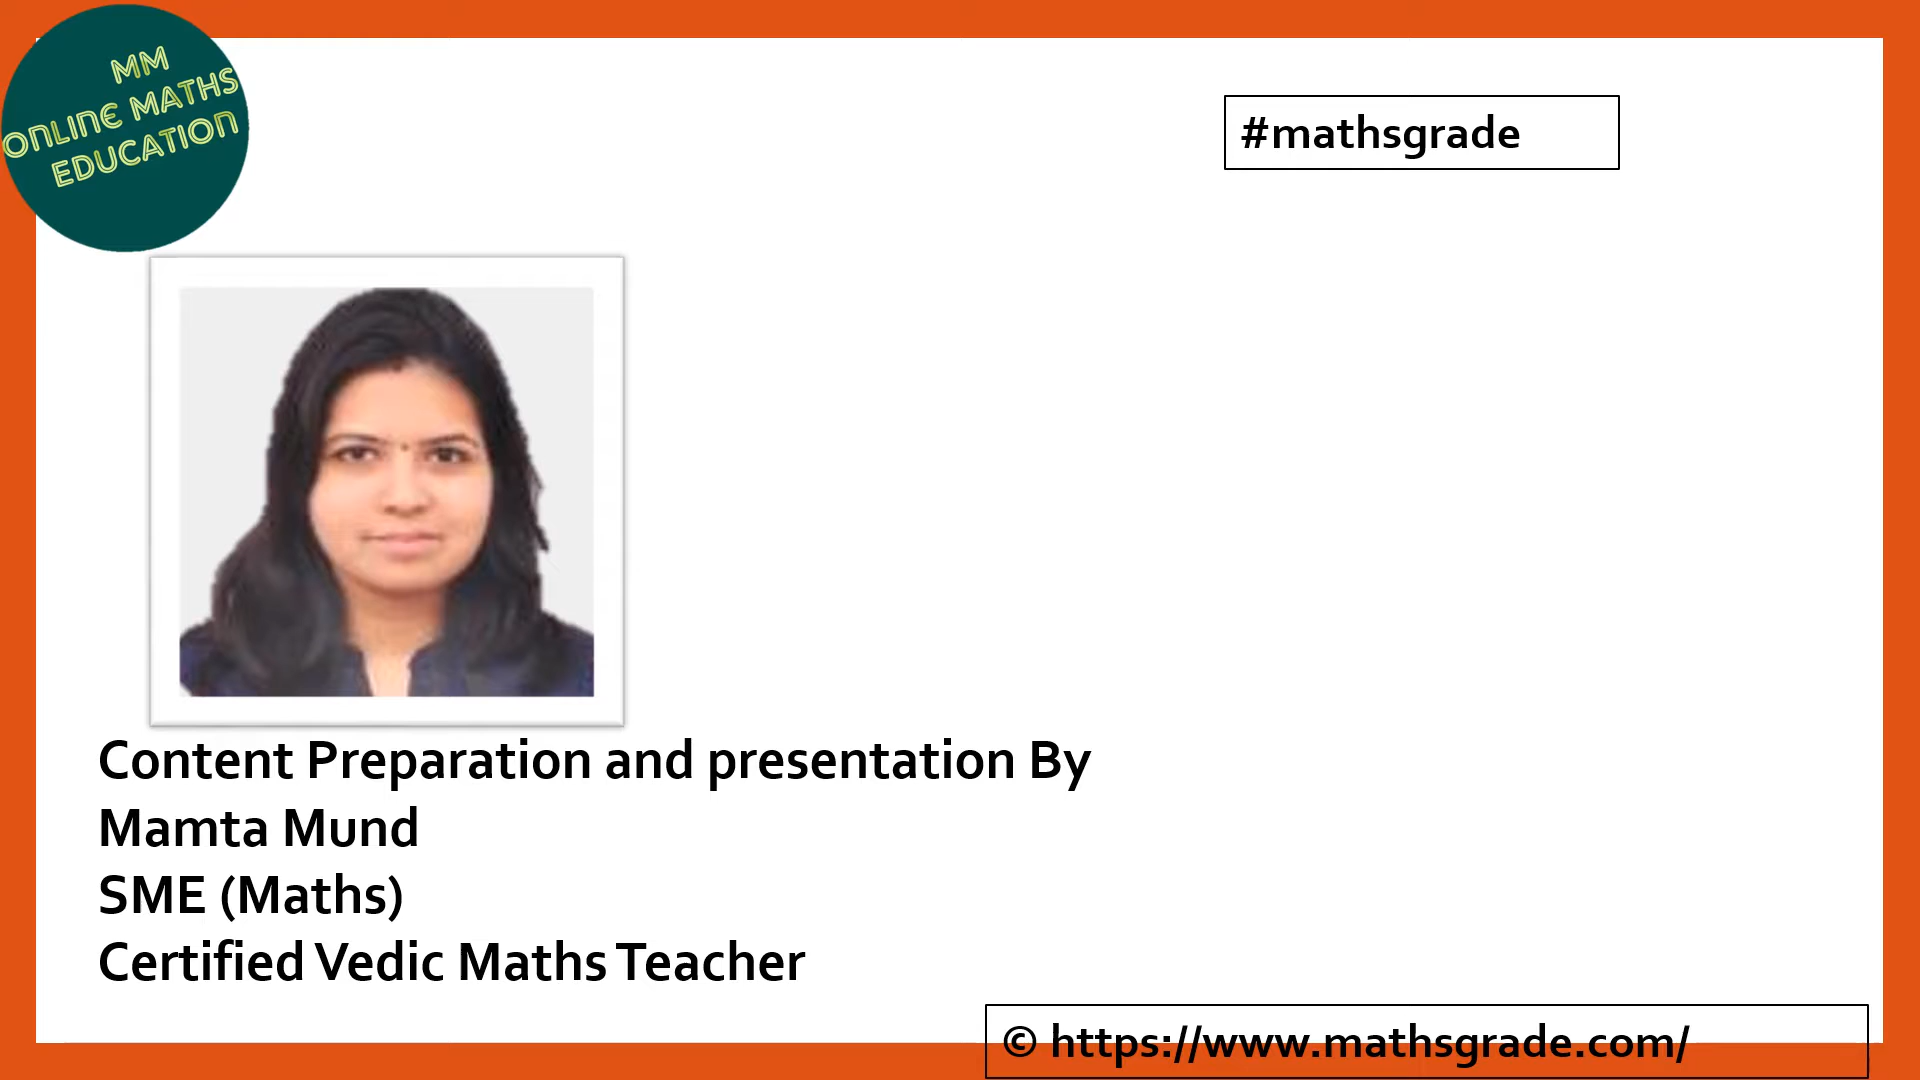 MM
ONLINE MATHS
EDUCATION
#mathsgrade
Content Preparation and presentation By
Mamta Mund
SME (Maths)
Certified Vedic Maths Teacher
© https://www.mathsgrade.com/